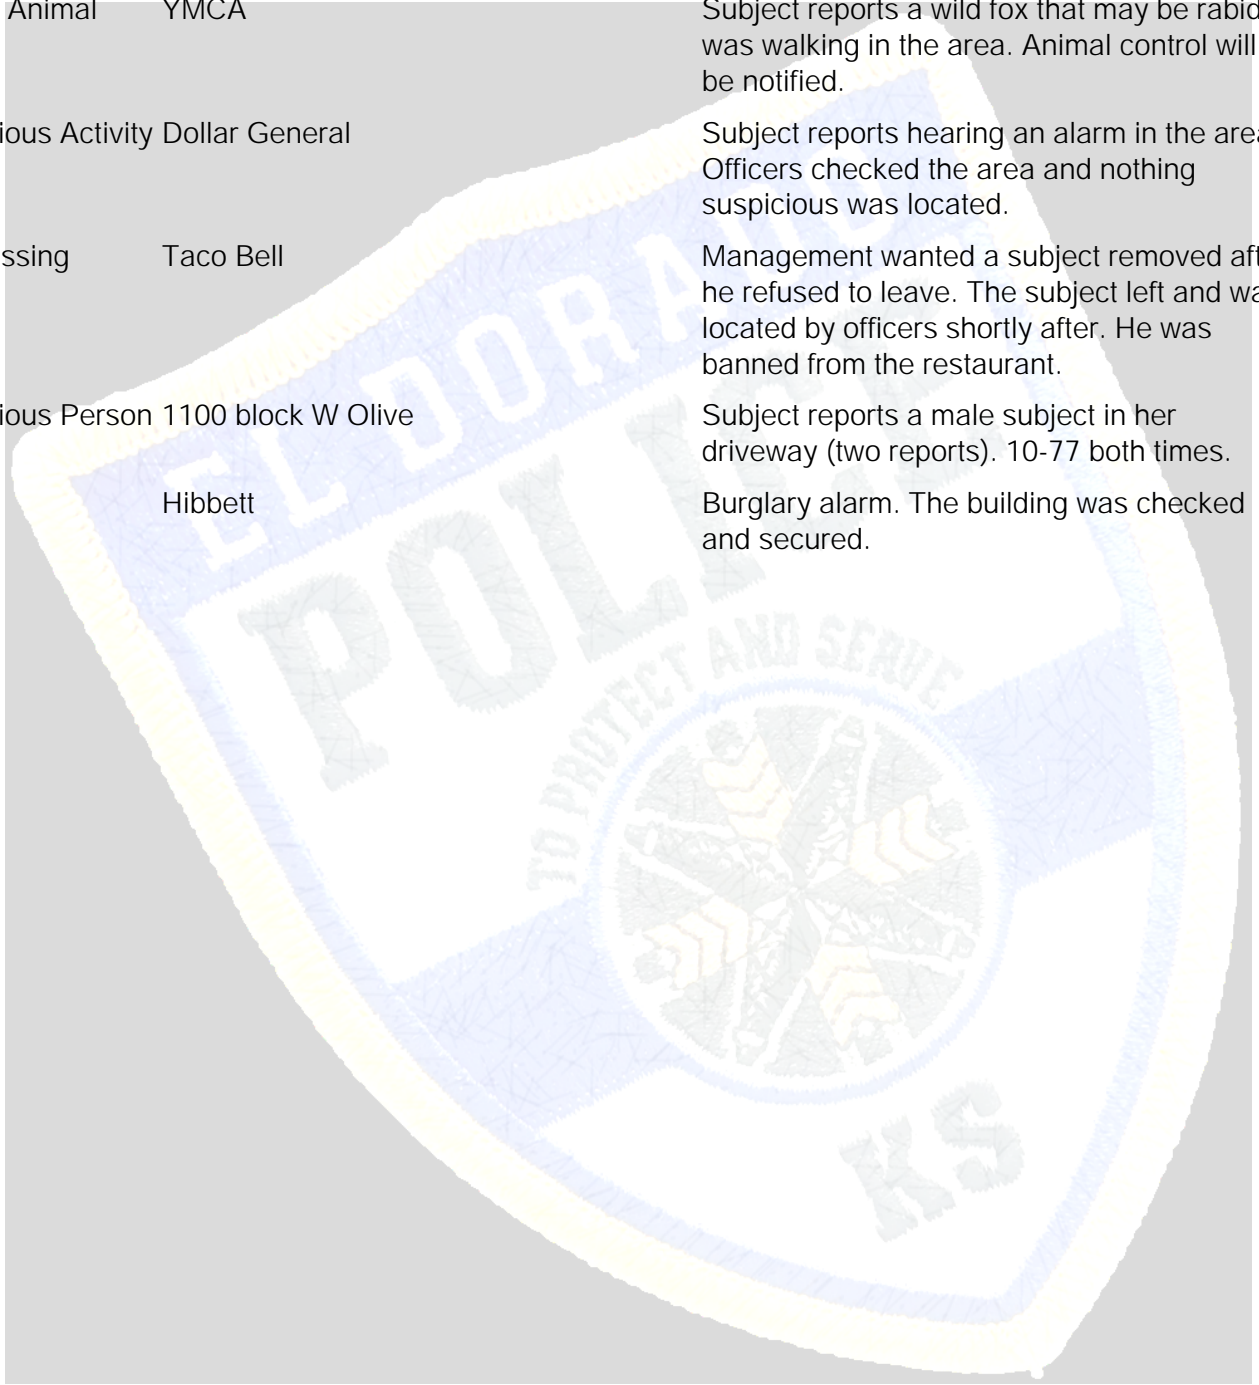 Animal YMCA Subject reports a wild fox that may be rabid
was walking in the area. Animal control will
be notified.
ious Activity Dollar General Subject reports hearing an alarm in the area
Officers checked the area and nothing
suspicious was located.
ssing Taco Bell Management wanted a subject removed aft
he refused to leave. The subject left and wa
located by officers shortly after. He was
banned from the restaurant.
ious Person 1100 block W Olive Subject reports a male subject in her
driveway (two reports). 10-77 both times.
Hibbett Burglary alarm. The building was checked
and secured.
EL DORADO
POLICE
TO PROTECT AND SERVE
KS